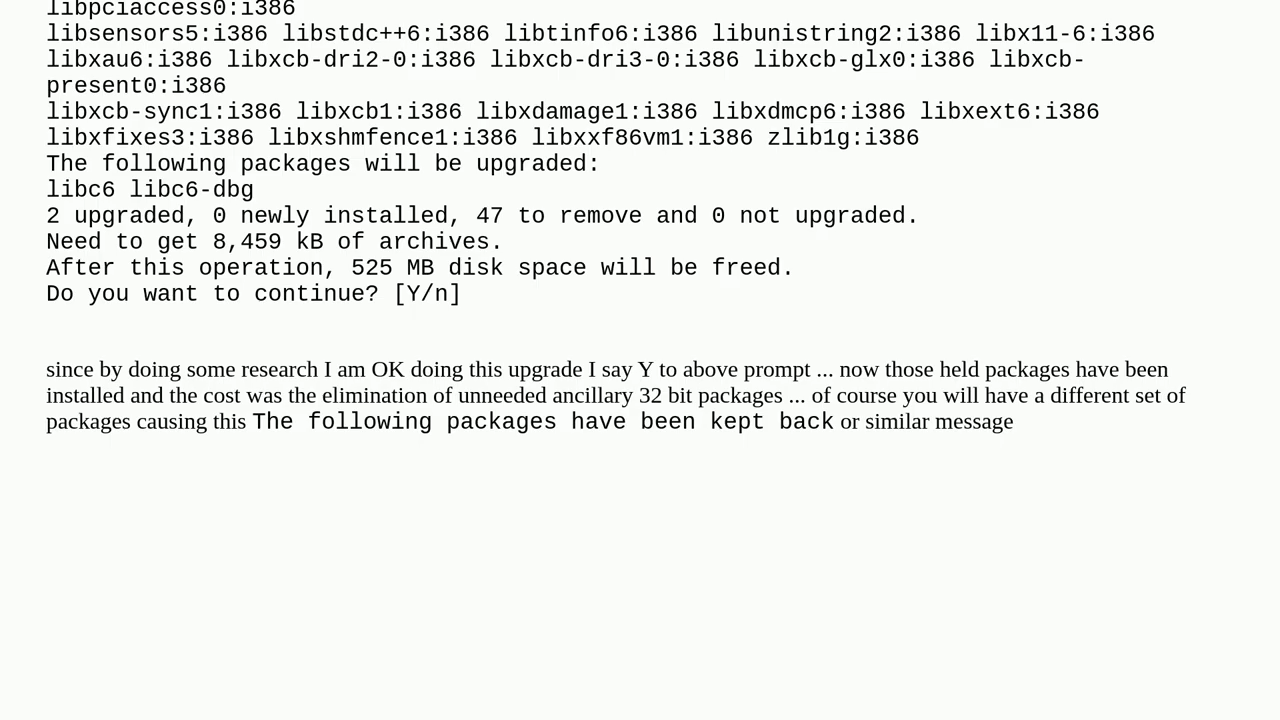 libpciaccess0:i386
libsensors5:i386 libstdc++6:i386 libtinfo6:i386 libunistring2:i386 libx11-6:i386
libxau6:i386 libxcb-dri2-0:i386 libxcb-dri3-0:i386 libxcb-glx0:i386 libxcb-
present0:i386
libxcb-sync1:i386 libxcb1:i386 libxdamage1:i386 libxdmcp6:i386 libxext6:i386
libxfixes3:i386 libxshmfence1:i386 libxxf86vm1:i386 zlib1g:i386
The following packages will be upgraded:
libc6 libc6-dbg
2 upgraded, 0 newly installed, 47 to remove and 0 not upgraded.
Need to get 8,459 kB of archives.
After this operation, 525 MB disk space will be freed.
Do you want to continue? [Y/n]
since by doing some research I am OK doing this upgrade I say Y to above prompt ... now those held packages have been
installed and the cost was the elimination of unneeded ancillary 32 bit packages ... of course you will have a different set of
packages causing this The following packages have been kept back or similar message